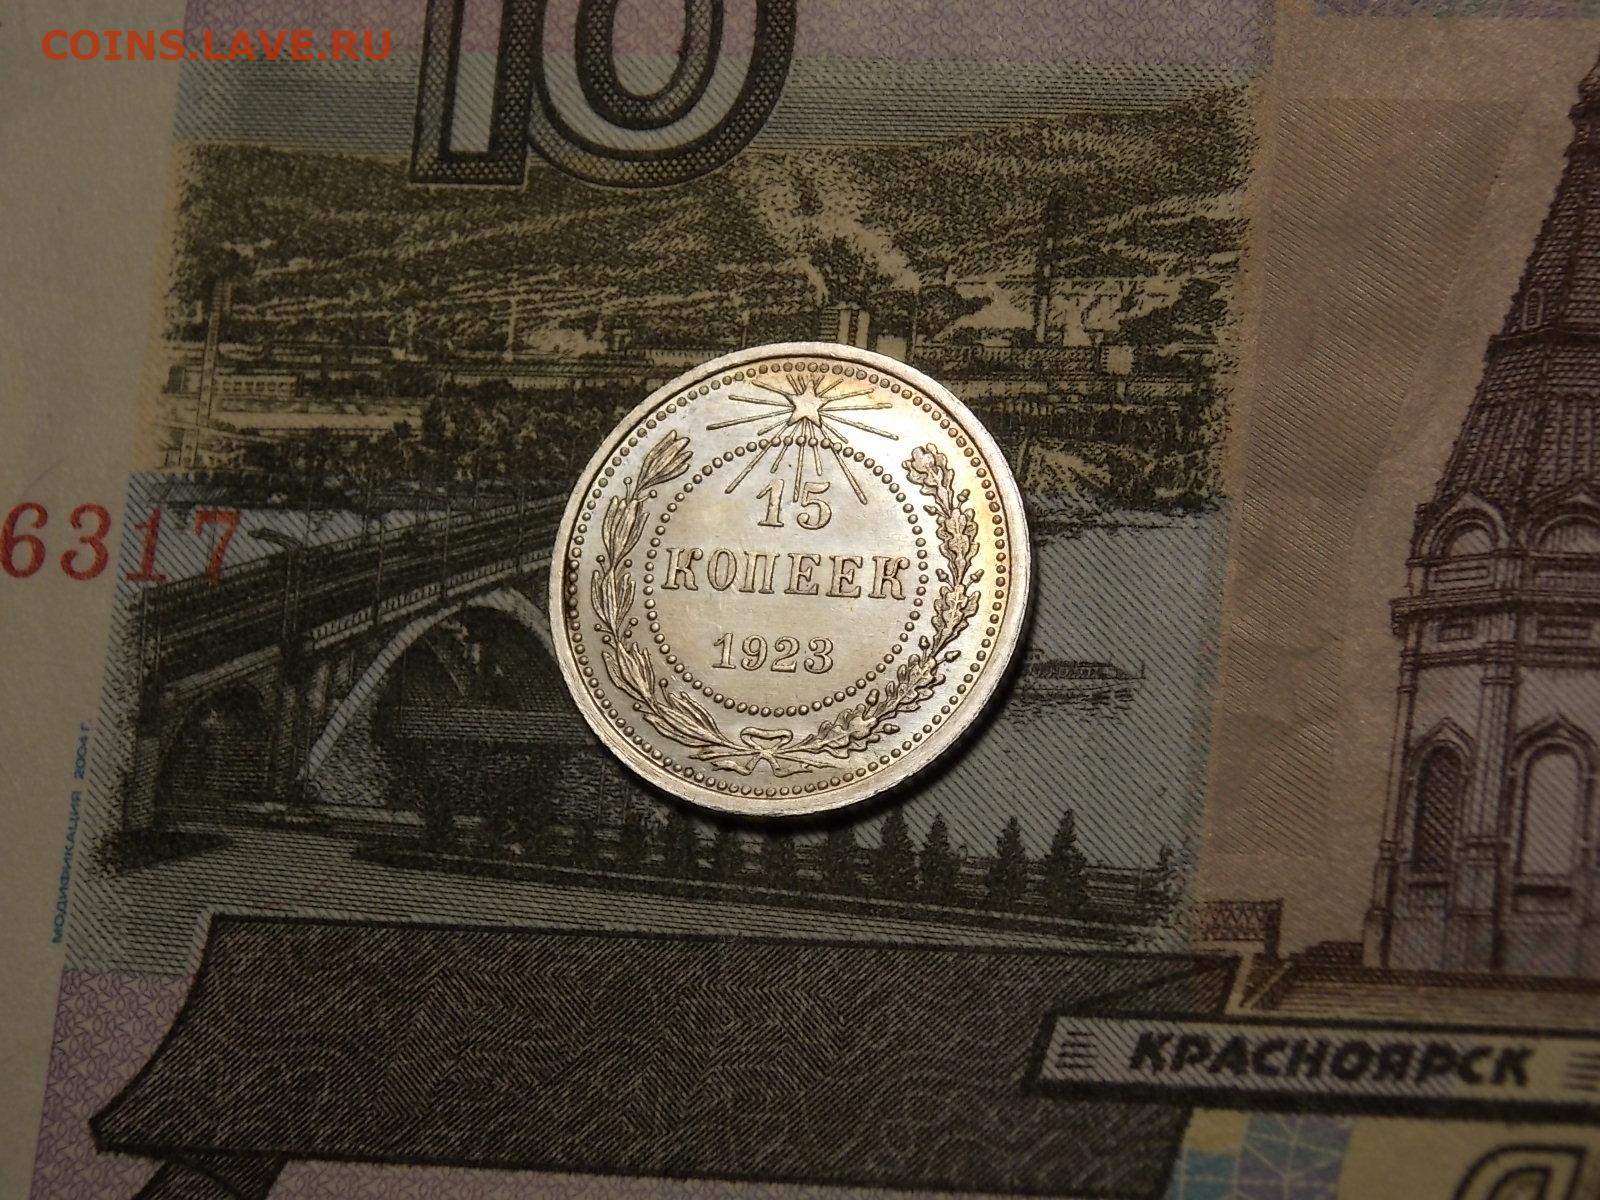 COINS.LAVE.RU
10
6317
15
КОПЕЕК
1923
МОДИФИКАЦИЯ 2004 Г.
КРАСНОЯРСК